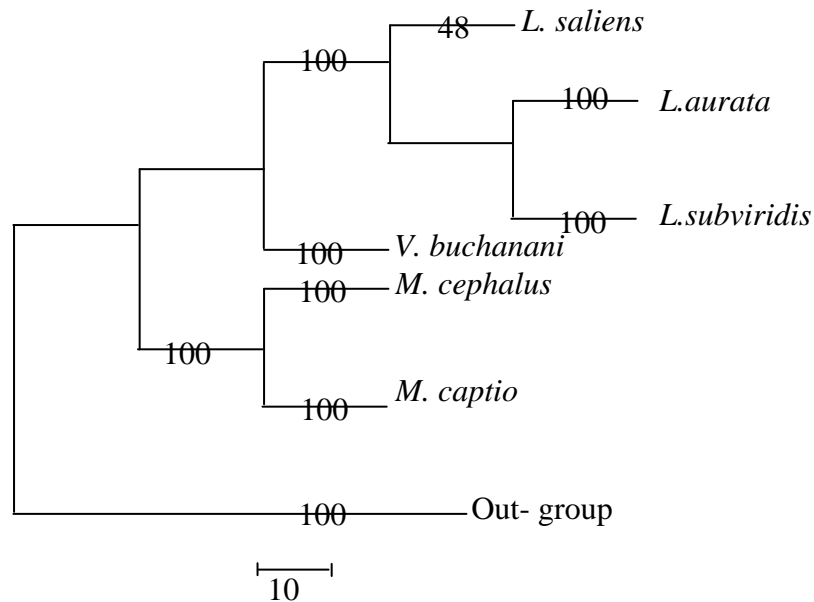 48 L. saliens
100
100 L.aurata
100 L.subviridis
100 V. buchanani
100 M. cephalus
100
100 M. captio
100 Out- group
10